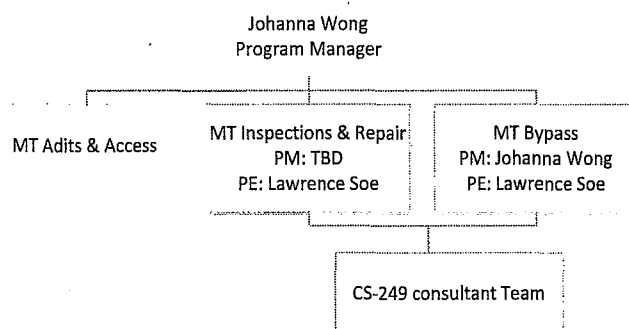 Johanna Wong
Program Manager
MT Adits & Access
MT Inspections & Repair
PM: TBD
PE: Lawrence Soe
MT Bypass
PM: Johanna Wong
PE: Lawrence Soe
CS-249 consultant Team